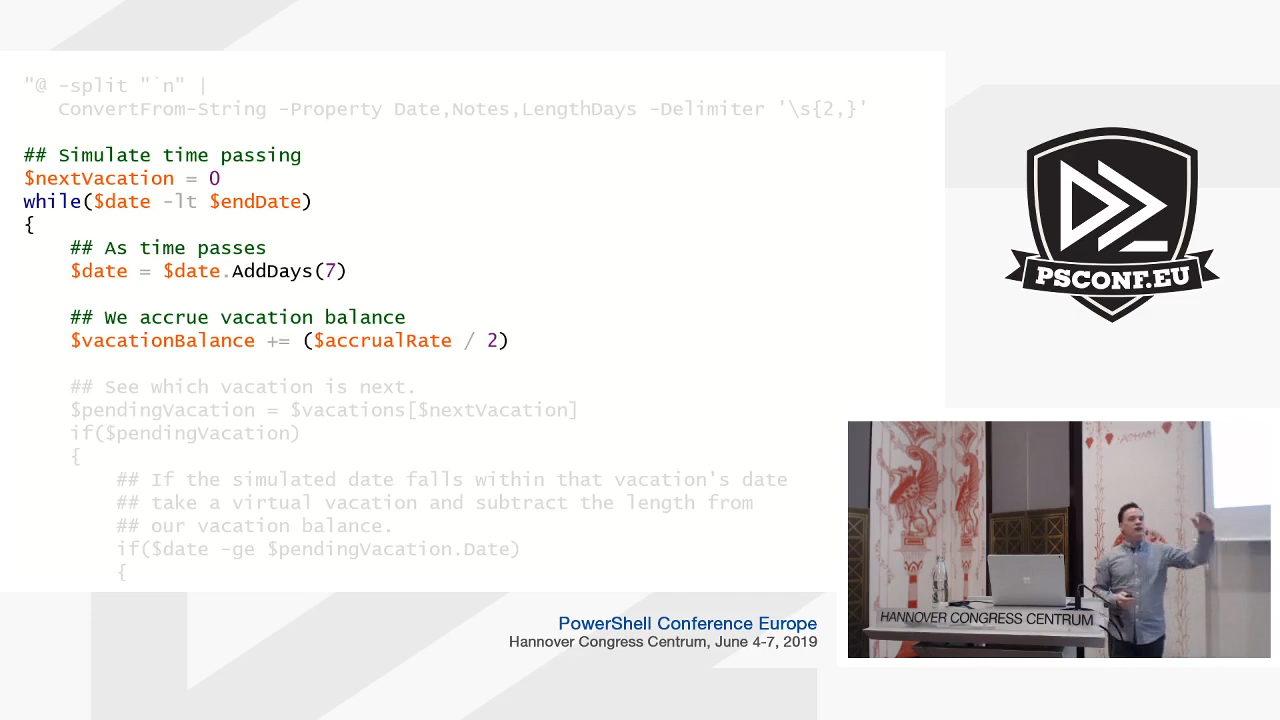 "@ -split "`n" |
ConvertFrom-String -Property Date,Notes,LengthDays -Delimiter '\s{2,}'
## Simulate time passing
$nextVacation = 0
while($date -lt $endDate)
{
## As time passes
$date = $date.AddDays(7)
## We accrue vacation balance
$vacationBalance += ($accrualRate / 2)
## See which vacation is next.
$pendingVacation = $vacations[$nextVacation]
if($pendingVacation)
{
## If the simulated date falls within that vacation's date
## take a virtual vacation and subtract the length from
## our vacation balance.
if($date -ge $pendingVacation.Date)
{
PSCONF.EU
PowerShell Conference Europe
Hannover Congress Centrum, June 4-7, 2019
HANNOVER CONGRESS CENTRUM